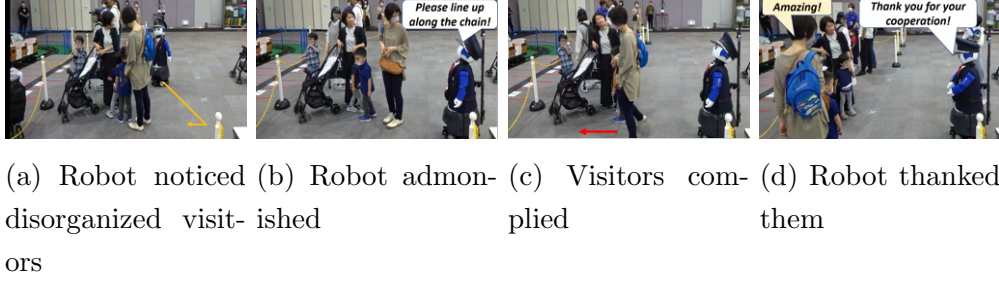 Please line up
along the chain!
Amazing!
Thank you for your
cooperation!
(a) Robot noticed
disorganized visit-
ors
(b) Robot admon-
ished
(c) Visitors com-
plied
(d) Robot thanked
them